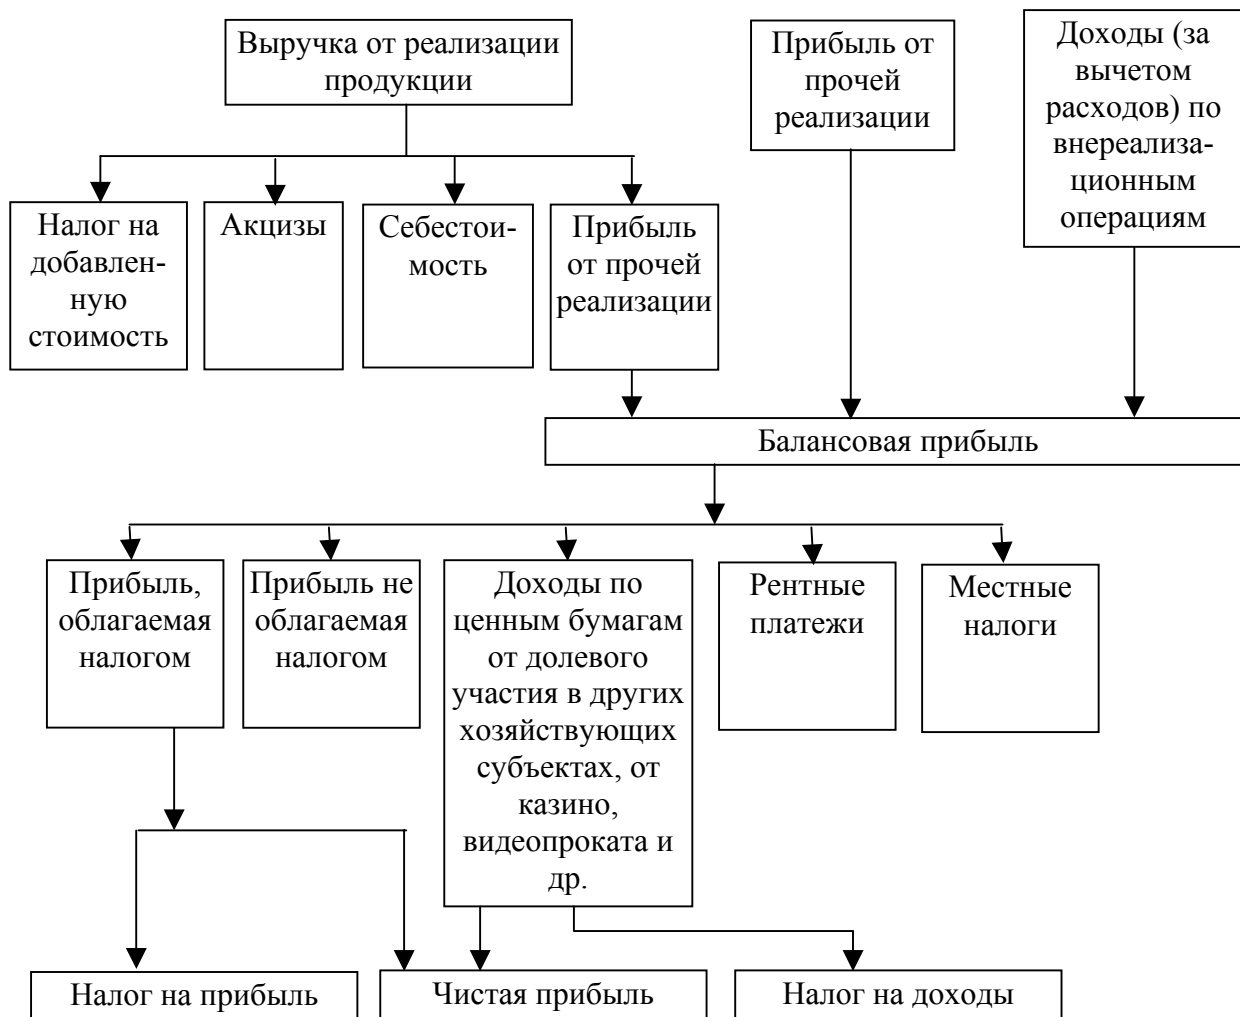 Выручка от реализации
продукции
Прибыль от
прочей
реализации
Доходы (за
вычетом
расходов) по
внереализа-
ционным
операциям
Налог на
добавлен-
ную
стоимость
Акцизы
Себестои-
мость
Прибыль
от прочей
реализации
Балансовая прибыль
Прибыль,
облагаемая
налогом
Прибыль не
облагаемая
налогом
Доходы по
ценным бумагам
от долевого
участия в других
хозяйствующих
субъектах, от
казино,
видеопроката и
др.
Рентные
платежи
Местные
налоги
Налог на прибыль
Чистая прибыль
Налог на доходы